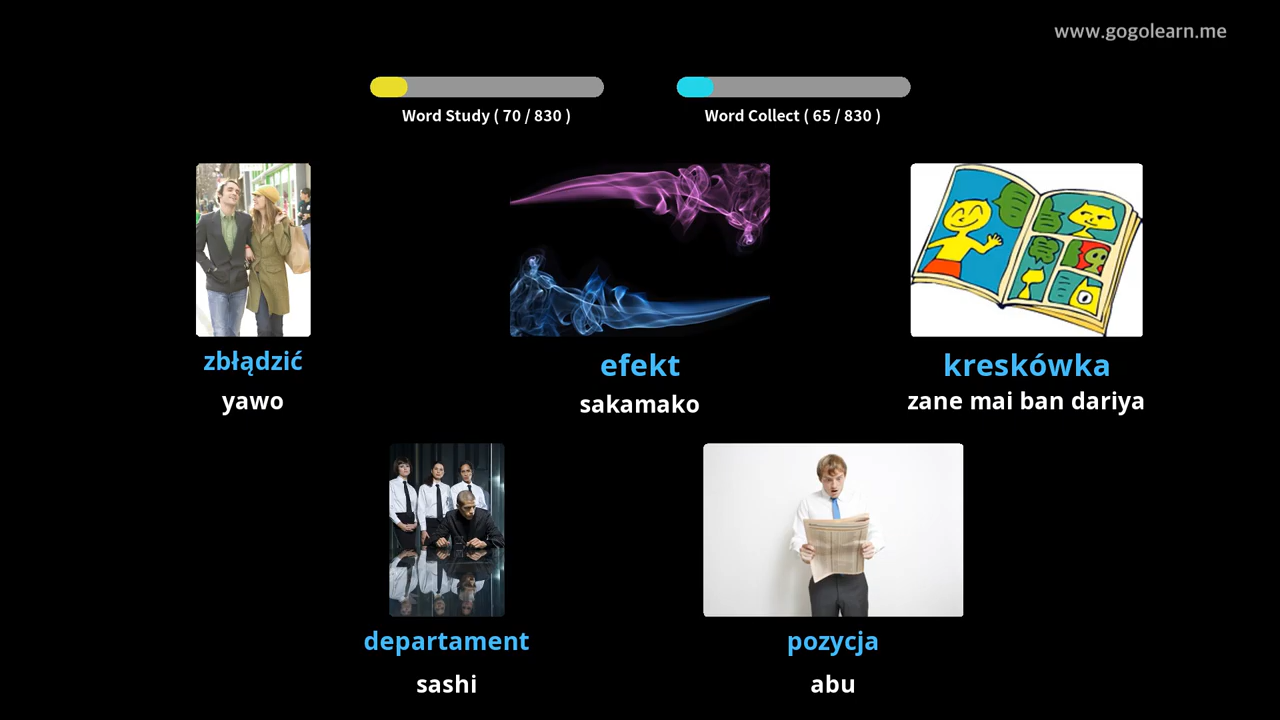 www.gogolearn.me
Word Study ( 70 / 830 )
Word Collect ( 65 / 830 )
zbłądzić
yawo
efekt
sakamako
kreskówka
zane mai ban dariya
departament
sashi
pozycja
abu